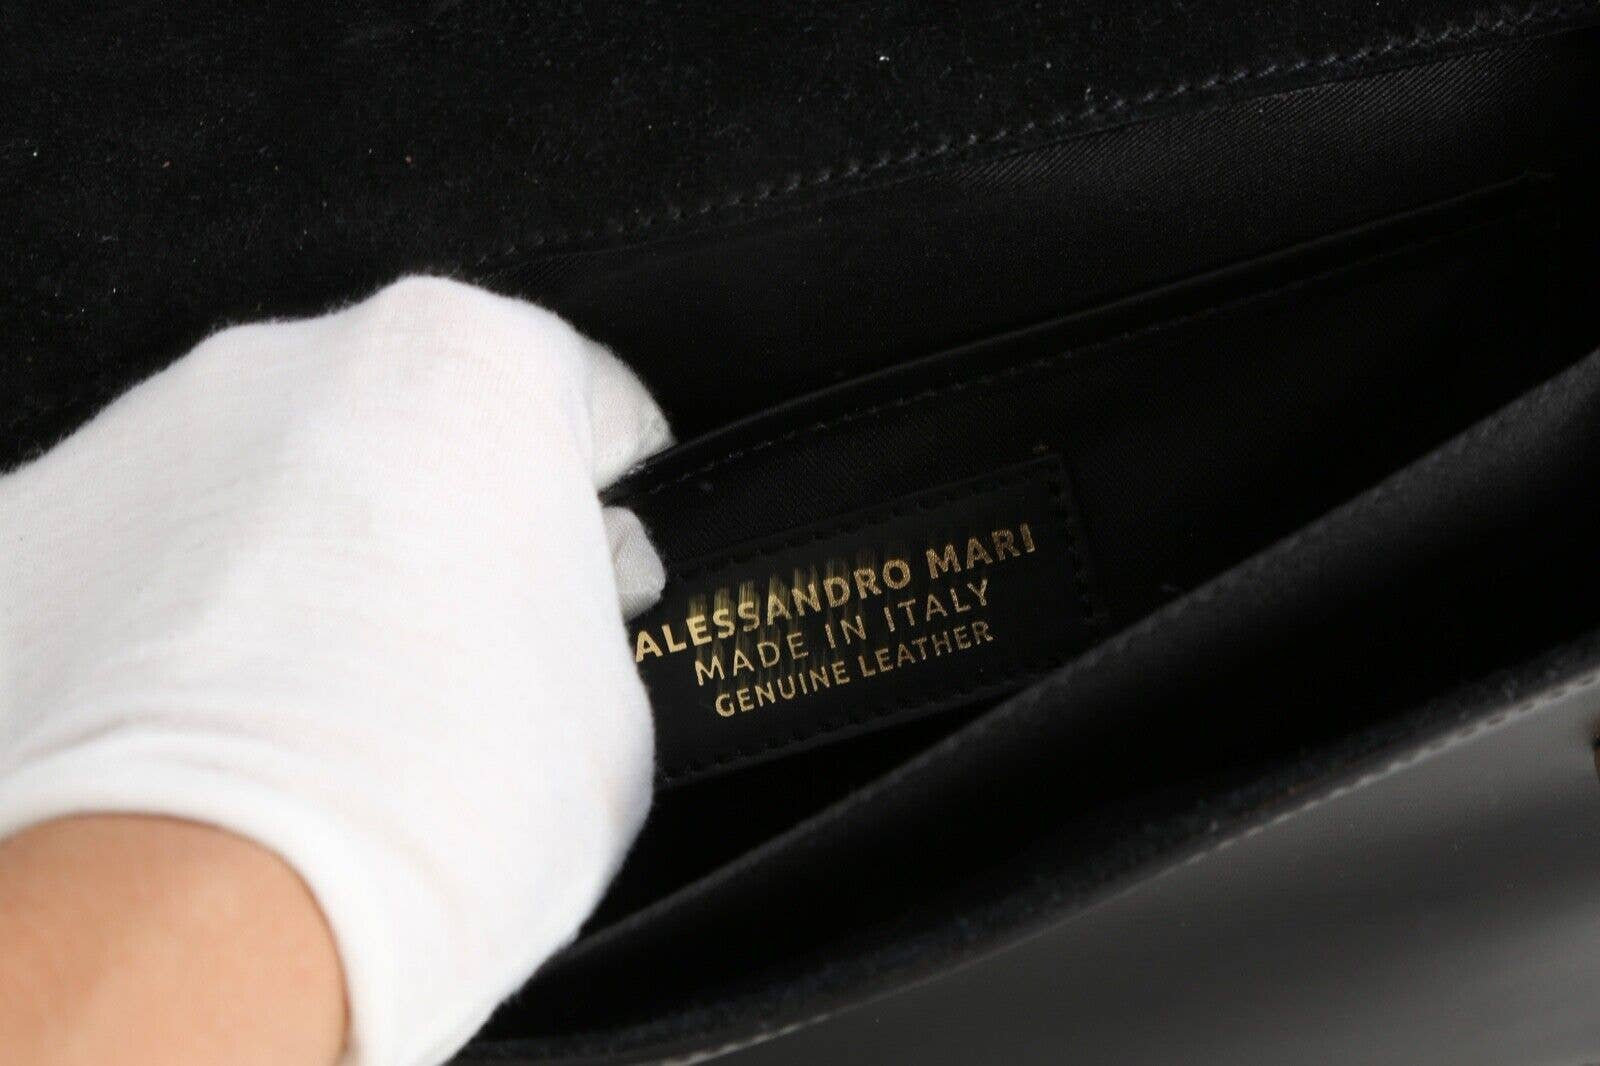 ALESSANDRO MARI
MADE IN ITALY
GENUINE LEATHER